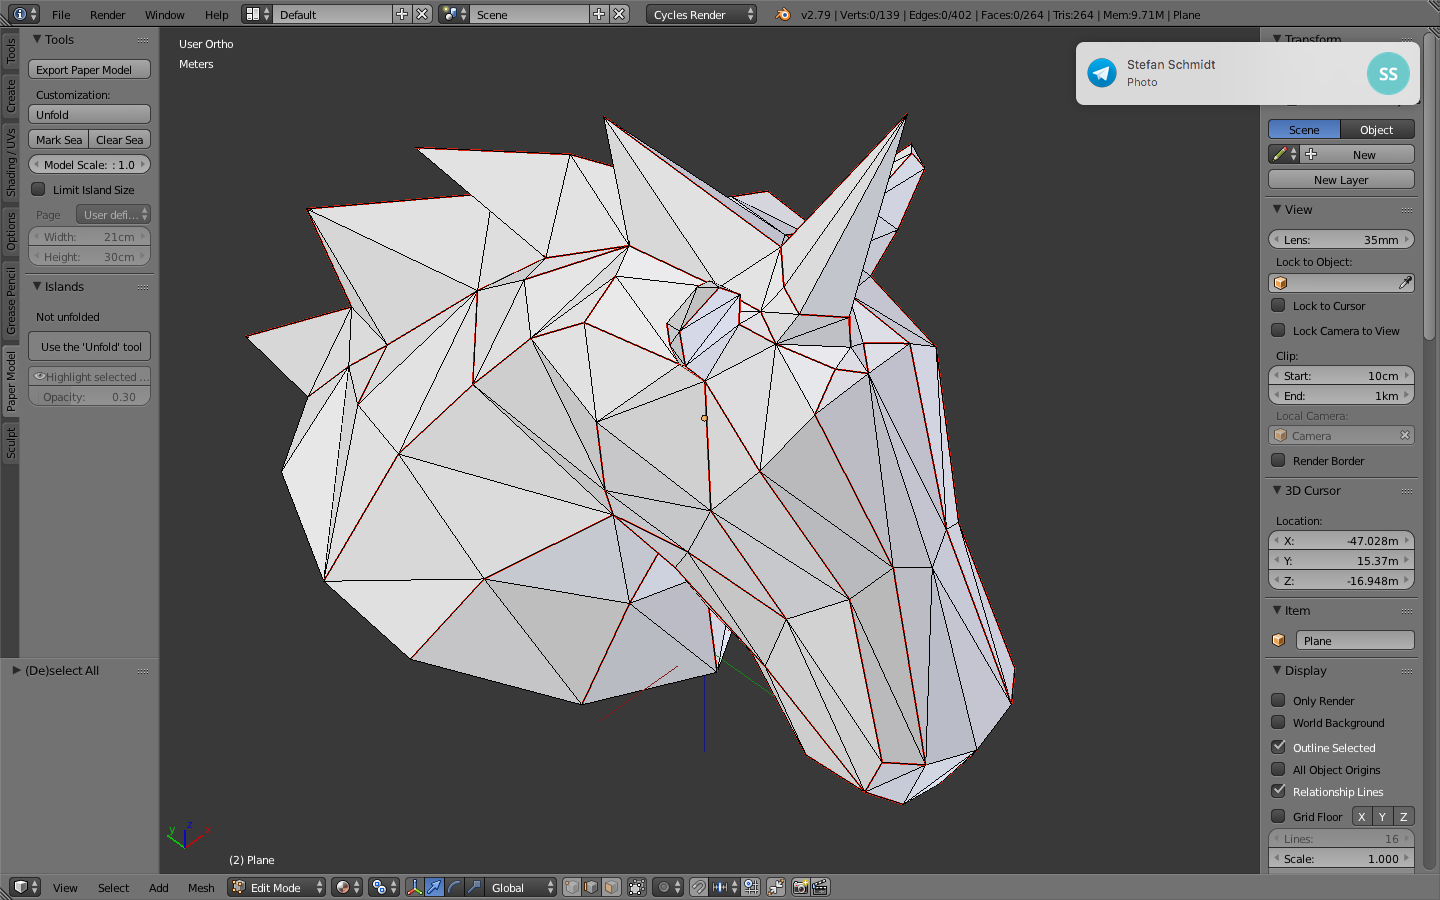 File Render Window Help Default Scene Cycles Render v2.79 | Verts:0/139 | Edges:0/402 | Faces:0/264 | Tris:264 | Mem:9.71M | Plane
Tools
Create
Shading / UVs
Options
Grease Pencil
Paper Model
Sculpt
Tools
Export Paper Model
Customization:
Unfold
Mark Sea Clear Sea
Model Scale: : 1.0
Limit Island Size
Page User defi...
Width: 21cm
Height: 30cm
Islands
Not unfolded
Use the 'Unfold' tool
Highlight selected ...
Opacity: 0.30
(De)select All
User Ortho
Meters
y z
(2) Plane
Stefan Schmidt
Photo
SS
Transform
Scene Object
New
New Layer
View
Lens: 35mm
Lock to Object:
Lock to Cursor
Lock Camera to View
Clip:
Start: 10cm
End: 1km
Local Camera:
Camera
Render Border
3D Cursor
Location:
X: -47.028m
Y: 15.37m
Z: -16.948m
Item
Plane
Display
Only Render
World Background
Outline Selected
All Object Origins
Relationship Lines
Grid Floor X Y Z
Lines: 16
Scale: 1.000
View Select Add Mesh Edit Mode Global